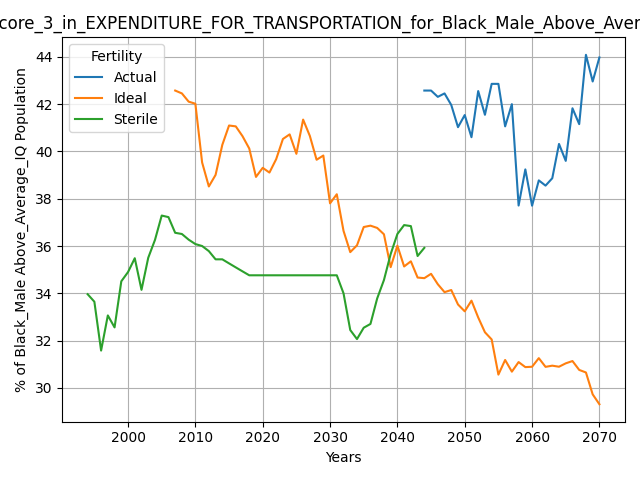 core_3_in_EXPENDITURE_FOR_TRANSPORTATION_for_Black_Male_Above_Aver
Fertility
Actual
Ideal
Sterile
% of Black_Male Above_Average_IQ Population
44
42
40
38
36
34
32
30
2000 2010 2020 2030 2040 2050 2060 2070
Years